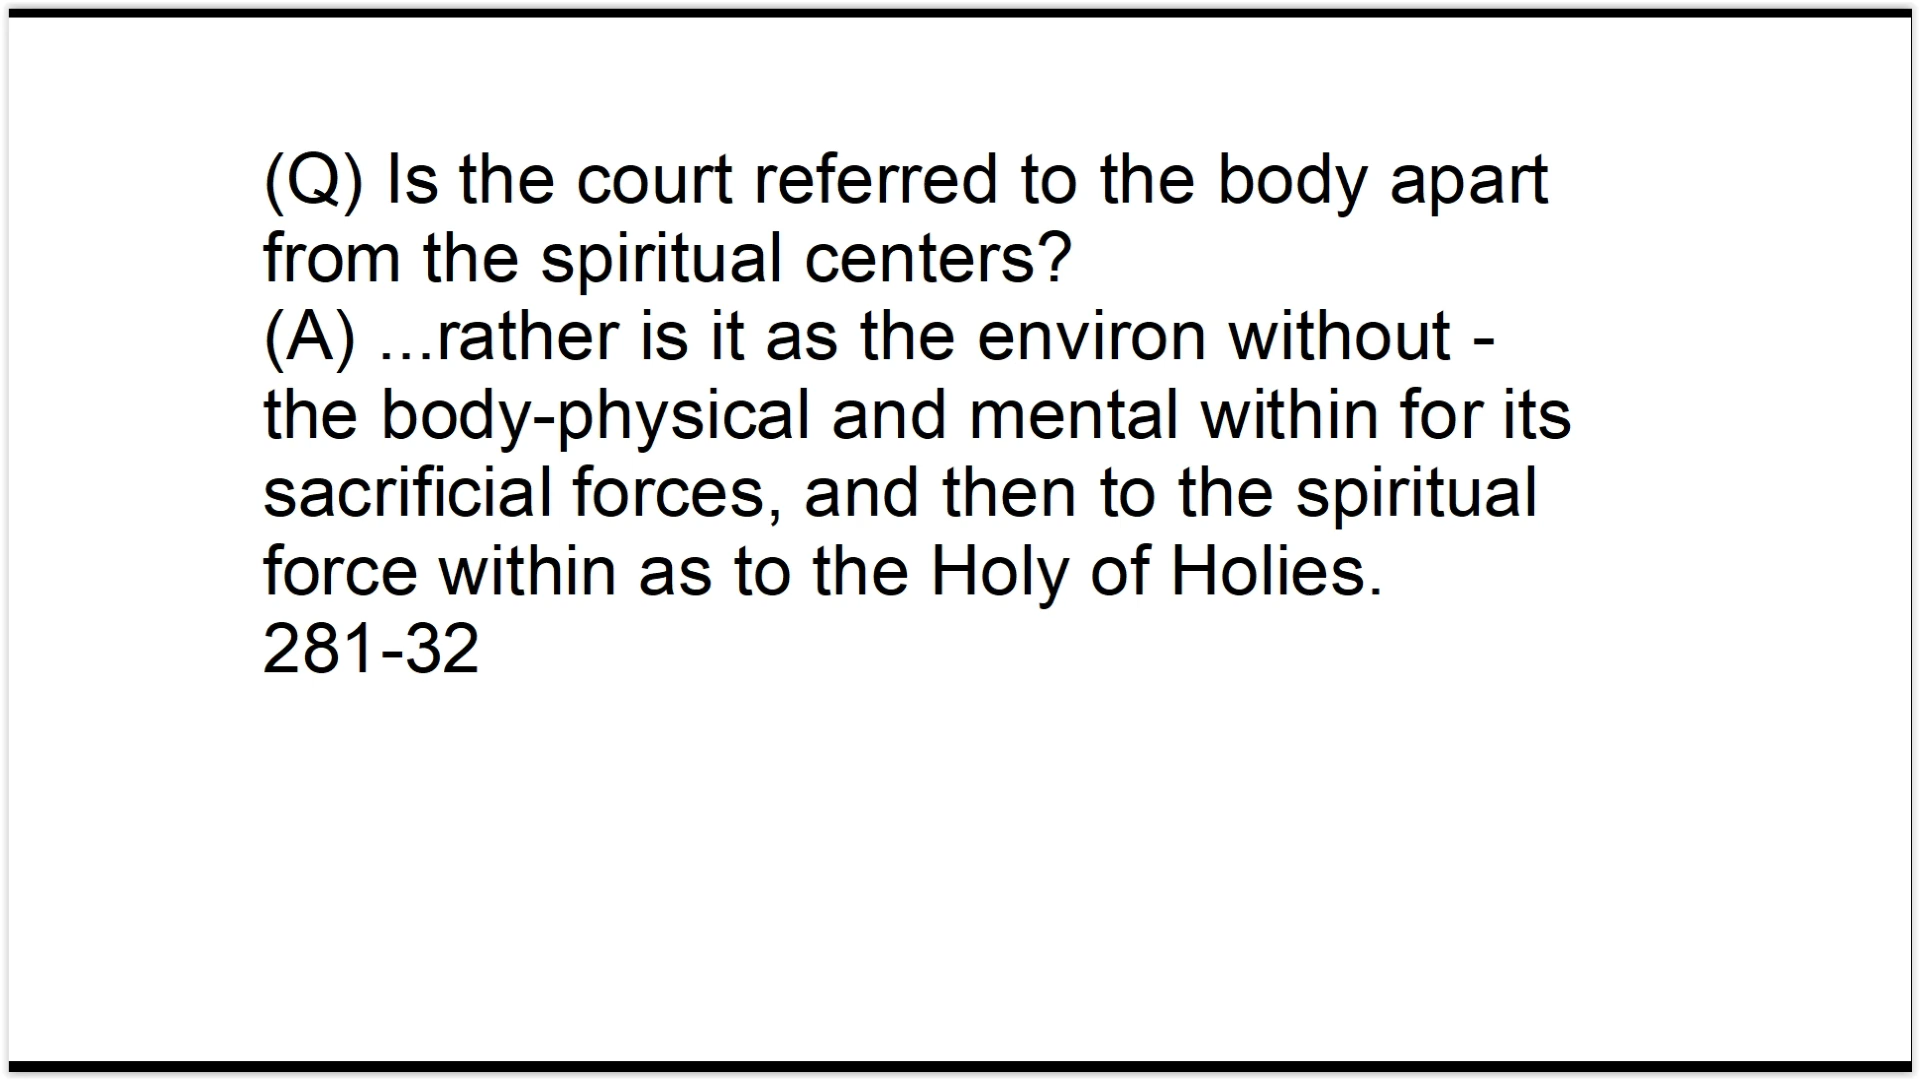 (Q) Is the court referred to the body apart
from the spiritual centers?
(A) ...rather is it as the environ without -
the body-physical and mental within for its
sacrificial forces, and then to the spiritual
force within as to the Holy of Holies.
281-32